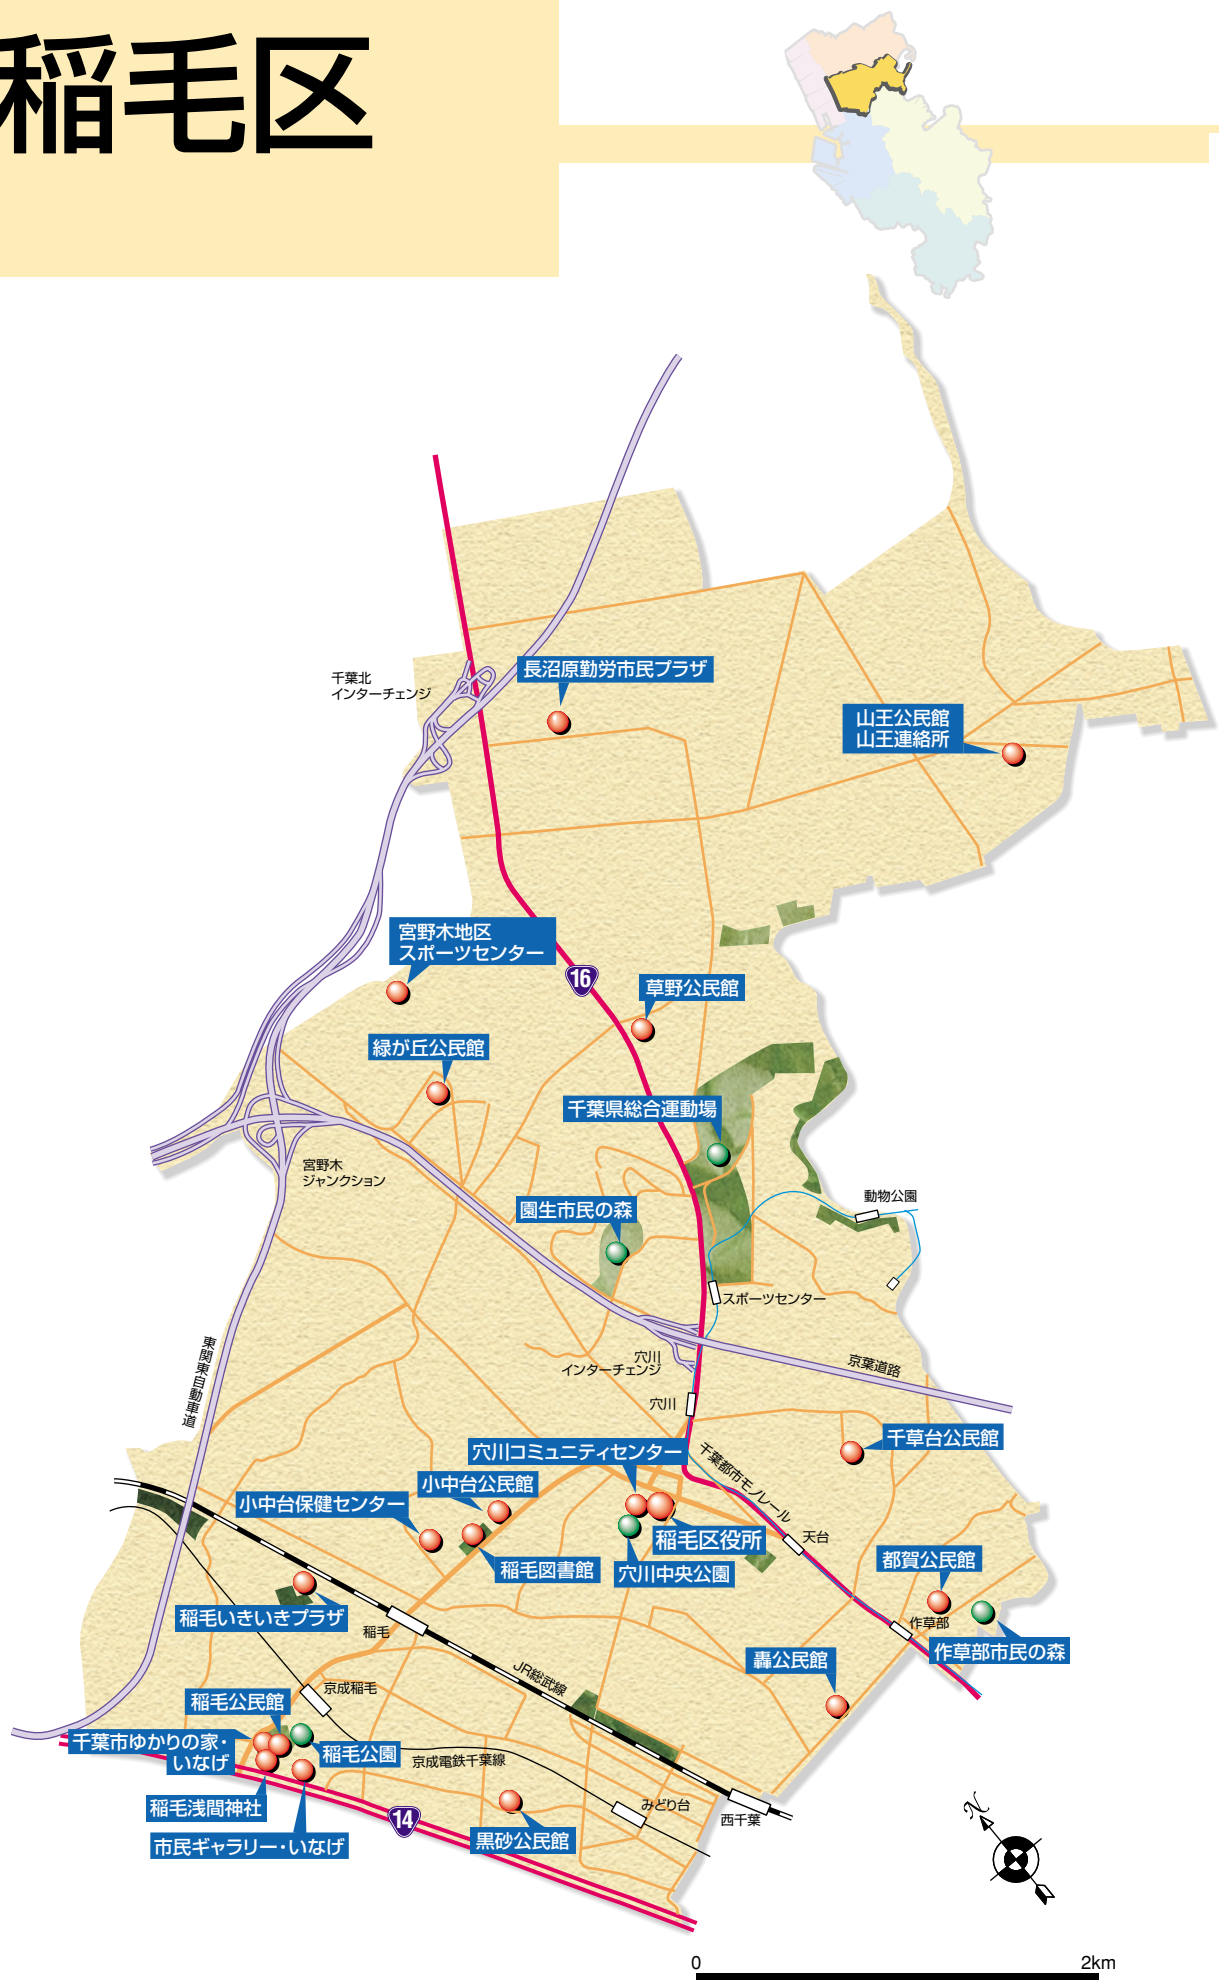 稲毛区
千葉北
インターチェンジ
長沼原勤労市民プラザ
山王公民館
山王連絡所
宮野木地区
スポーツセンター
16
草野公民館
緑が丘公民館
千葉県総合運動場
宮野木
ジャンクション
園生市民の森
動物公園
スポーツセンター
東関東自動車道
穴川
インターチェンジ
京葉道路
穴川
千草台公民館
穴川コミュニティセンター
千葉都市モノレール
小中台公民館
小中台保健センター
稲毛区役所
天台
稲毛図書館
穴川中央公園
都賀公民館
稲毛いきいきプラザ
稲毛
作草部
作草部市民の森
轟公民館
JR総武線
京成稲毛
稲毛公民館
千葉市ゆかりの家・
いなげ
稲毛公園
京成電鉄千葉線
稲毛浅間神社
14
みどり台
西千葉
市民ギャラリー・いなげ
黒砂公民館
N
0
2km